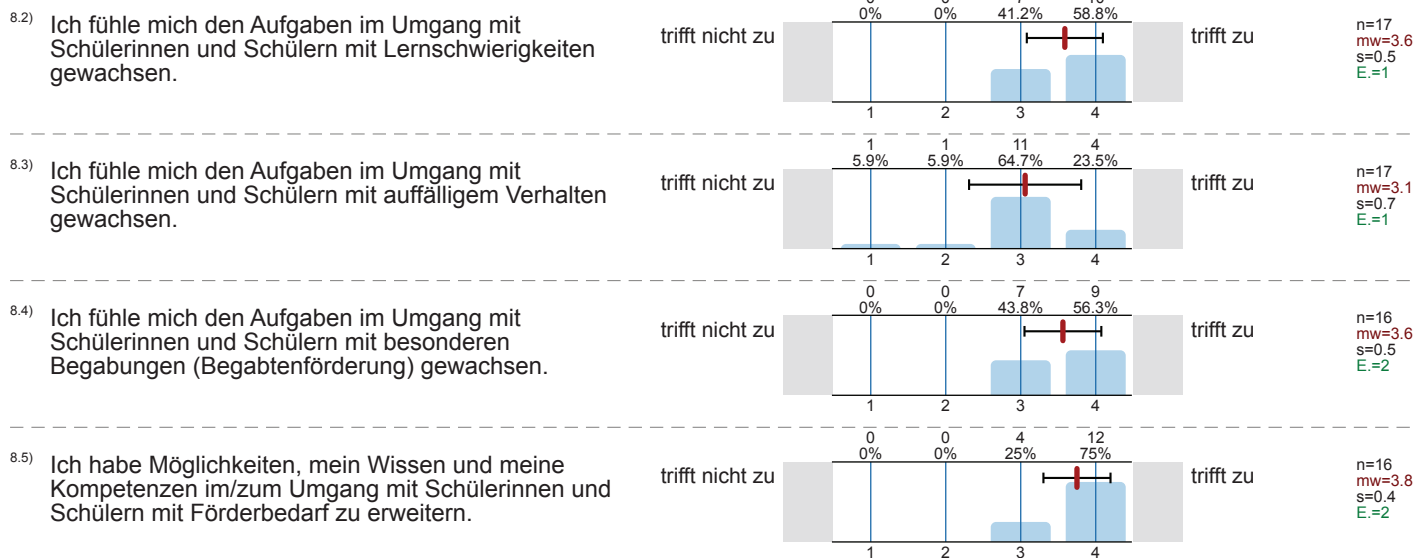 0 0 7 10
0% 0% 41.2% 58.8%
8.2) Ich fühle mich den Aufgaben im Umgang mit
Schülerinnen und Schülern mit Lernschwierigkeiten
gewachsen.
trifft nicht zu
trifft zu
n=17
mw=3.6
s=0.5
E.=1
1 2 3 4
1 1 11 4
5.9% 5.9% 64.7% 23.5%
8.3) Ich fühle mich den Aufgaben im Umgang mit
Schülerinnen und Schülern mit auffälligem Verhalten
gewachsen.
trifft nicht zu
trifft zu
n=17
mw=3.1
s=0.7
E.=1
1 2 3 4
0 0 7 9
0% 0% 43.8% 56.3%
8.4) Ich fühle mich den Aufgaben im Umgang mit
Schülerinnen und Schülern mit besonderen
Begabungen (Begabtenförderung) gewachsen.
trifft nicht zu
trifft zu
n=16
mw=3.6
s=0.5
E.=2
1 2 3 4
0 0 4 12
0% 0% 25% 75%
8.5) Ich habe Möglichkeiten, mein Wissen und meine
Kompetenzen im/zum Umgang mit Schülerinnen und
Schülern mit Förderbedarf zu erweitern.
trifft nicht zu
trifft zu
n=16
mw=3.8
s=0.4
E.=2
1 2 3 4